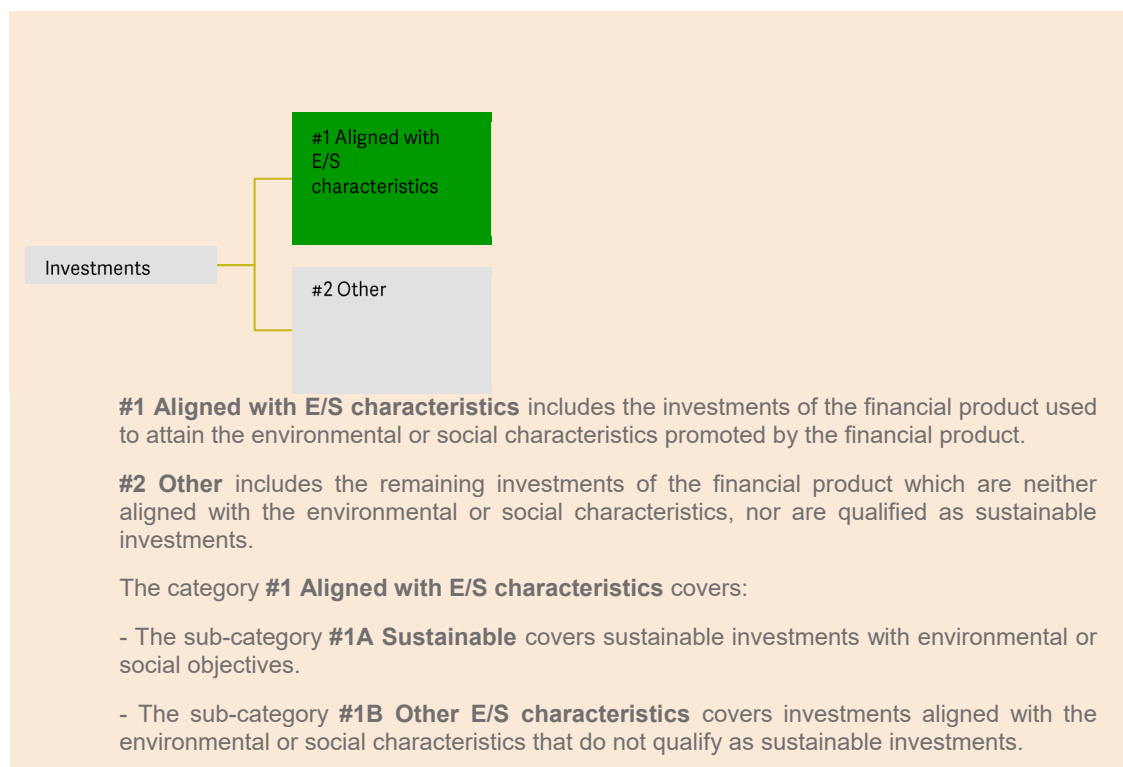 #1 Aligned with
E/S
characteristics
Investments
#2 Other
#1 Aligned with E/S characteristics includes the investments of the financial product used
to attain the environmental or social characteristics promoted by the financial product.
#2 Other includes the remaining investments of the financial product which are neither
aligned with the environmental or social characteristics, nor are qualified as sustainable
investments.
The category #1 Aligned with E/S characteristics covers:
- The sub-category #1A Sustainable covers sustainable investments with environmental or
social objectives.
- The sub-category #1B Other E/S characteristics covers investments aligned with the
environmental or social characteristics that do not qualify as sustainable investments.